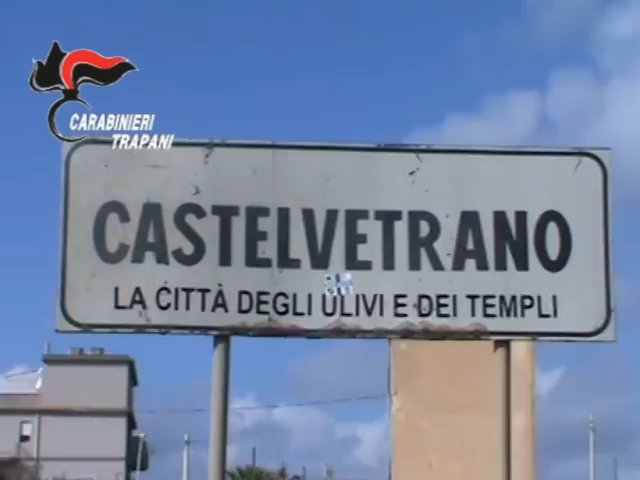 CARABINIERI
TRAPANI
CASTELVETRANO
LA CITTÀ DEGLI ULIVI E DEI TEMPLI